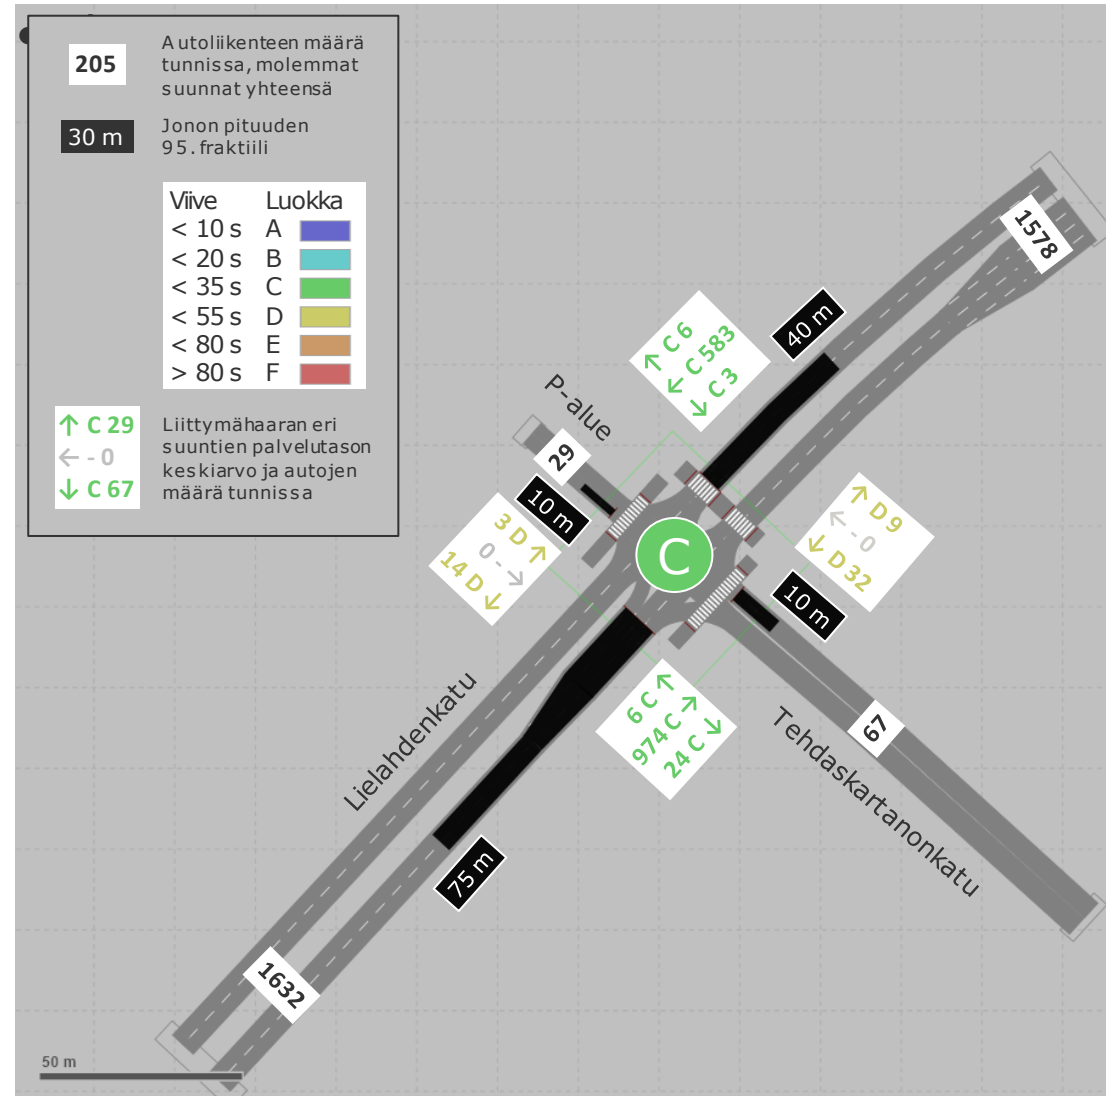 205
Autoliikenteen määrä
tunnissa, molemmat
suunnat yhteensä
30 m
Jonon pituuden
95. fraktiili
Viive Luokka
< 10 s A
< 20 s B
< 35 s C
< 55 s D
< 80 s E
> 80 s F
↑ C 29
← - 0
↓ C 67
Liittymähaaran eri
suuntien palvelutason
keskiarvo ja autojen
määrä tunnissa
1578
40 m
↑ C 6
← C 583
↓ C 3
P-alue
29
10 m
3 D ↑
0 - →
14 D ↓
C
↑ D 9
← - 0
↓ D 32
10 m
6 C ↑
974 C →
24 C ↓
67
Tehdaskartanonkatu
Lielahdenkatu
75 m
1632
50 m